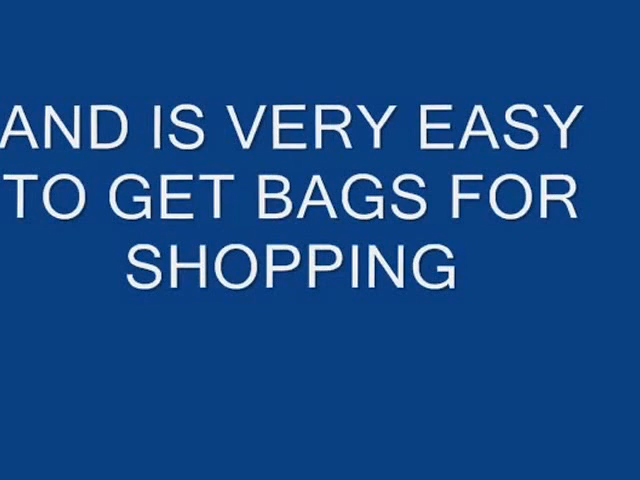 AND IS VERY EASY
TO GET BAGS FOR
SHOPPING